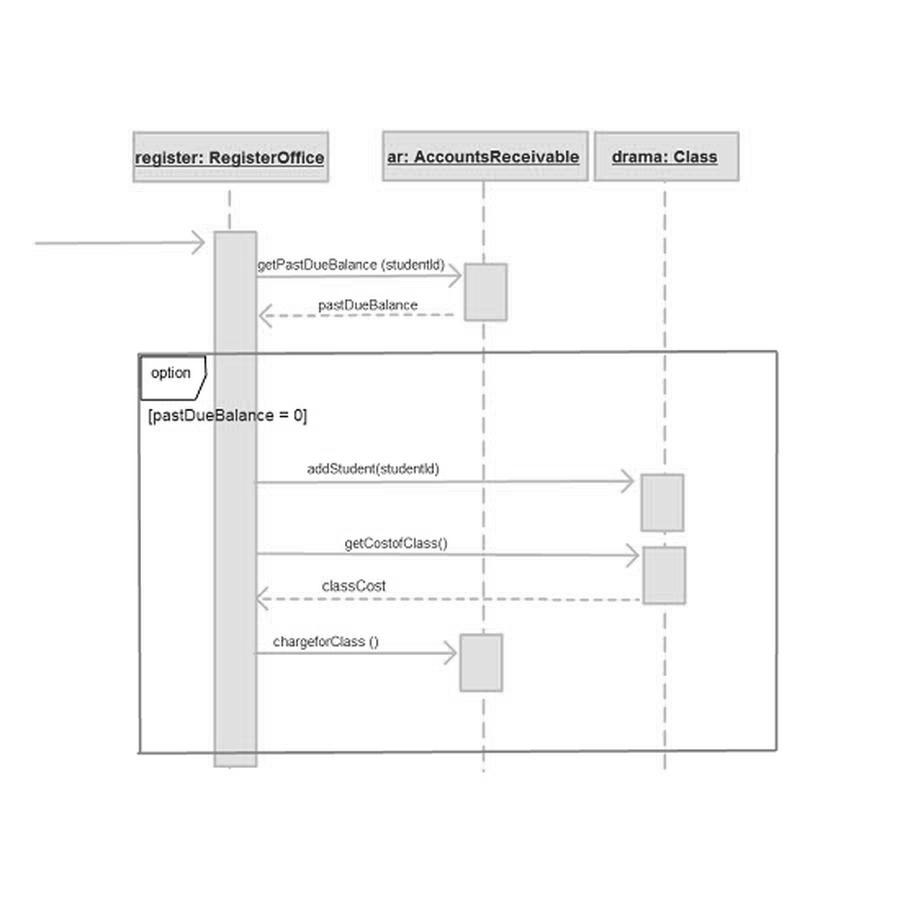 register: RegisterOffice
ar: AccountsReceivable
drama: Class
getPastDueBalance (studentId)
pastDueBalance
option
[pastDueBalance = 0]
addStudent(studentId)
getCostofClass()
classCost
chargeforClass ()